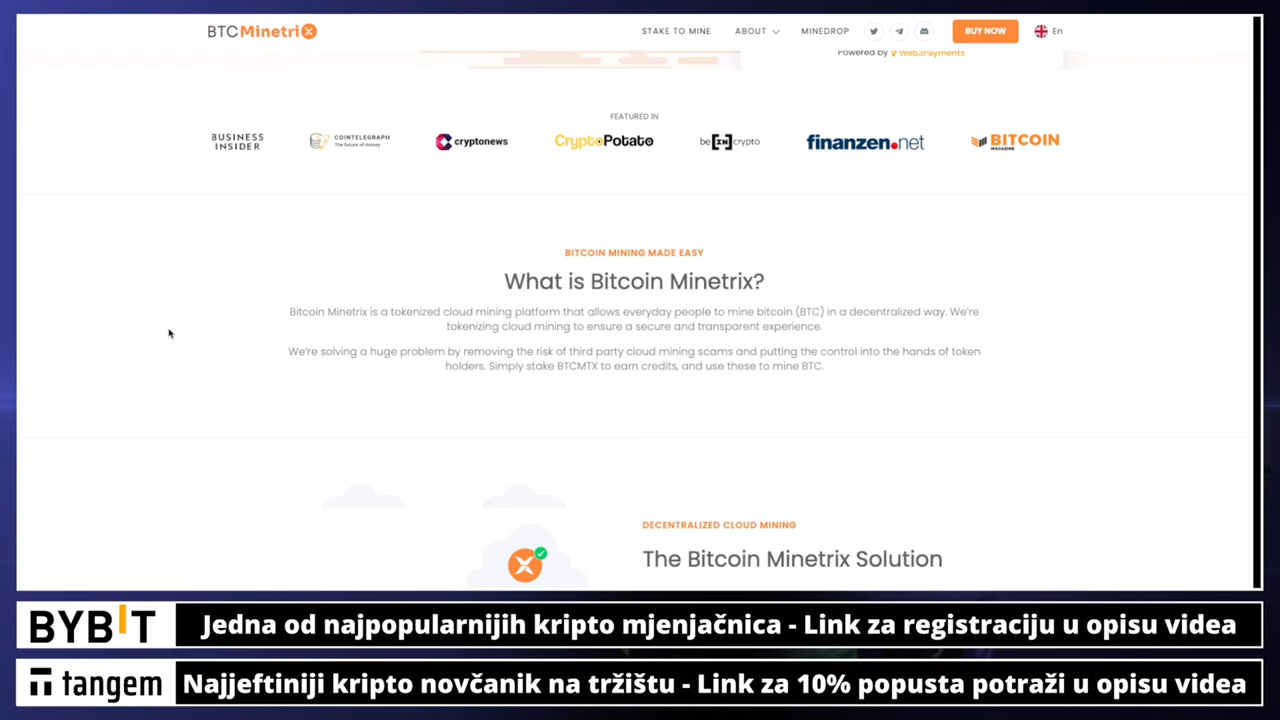 BTCMinetriX STAKE TO MINE ABOUT MINEDROP BUY NOW En
Powered by Web3Payments
FEATURED IN
BUSINESS INSIDER
COINTELEGRAPH
The future of money
cryptonews
CryptoPotato
be[IN]crypto
finanzen.net
BITCOIN
MAGAZINE
BITCOIN MINING MADE EASY
What is Bitcoin Minetrix?
Bitcoin Minetrix is a tokenized cloud mining platform that allows everyday people to mine bitcoin (BTC) in a decentralized way. We're
tokenizing cloud mining to ensure a secure and transparent experience.
We're solving a huge problem by removing the risk of third party cloud mining scams and putting the control into the hands of token
holders. Simply stake BTCMTX to earn credits, and use these to mine BTC.
DECENTRALIZED CLOUD MINING
The Bitcoin Minetrix Solution
BYBIT Jedna od najpopularnijih kripto mjenjačnica - Link za registraciju u opisu videa
tangem Najjeftiniji kripto novčanik na tržištu - Link za 10% popusta potraži u opisu videa